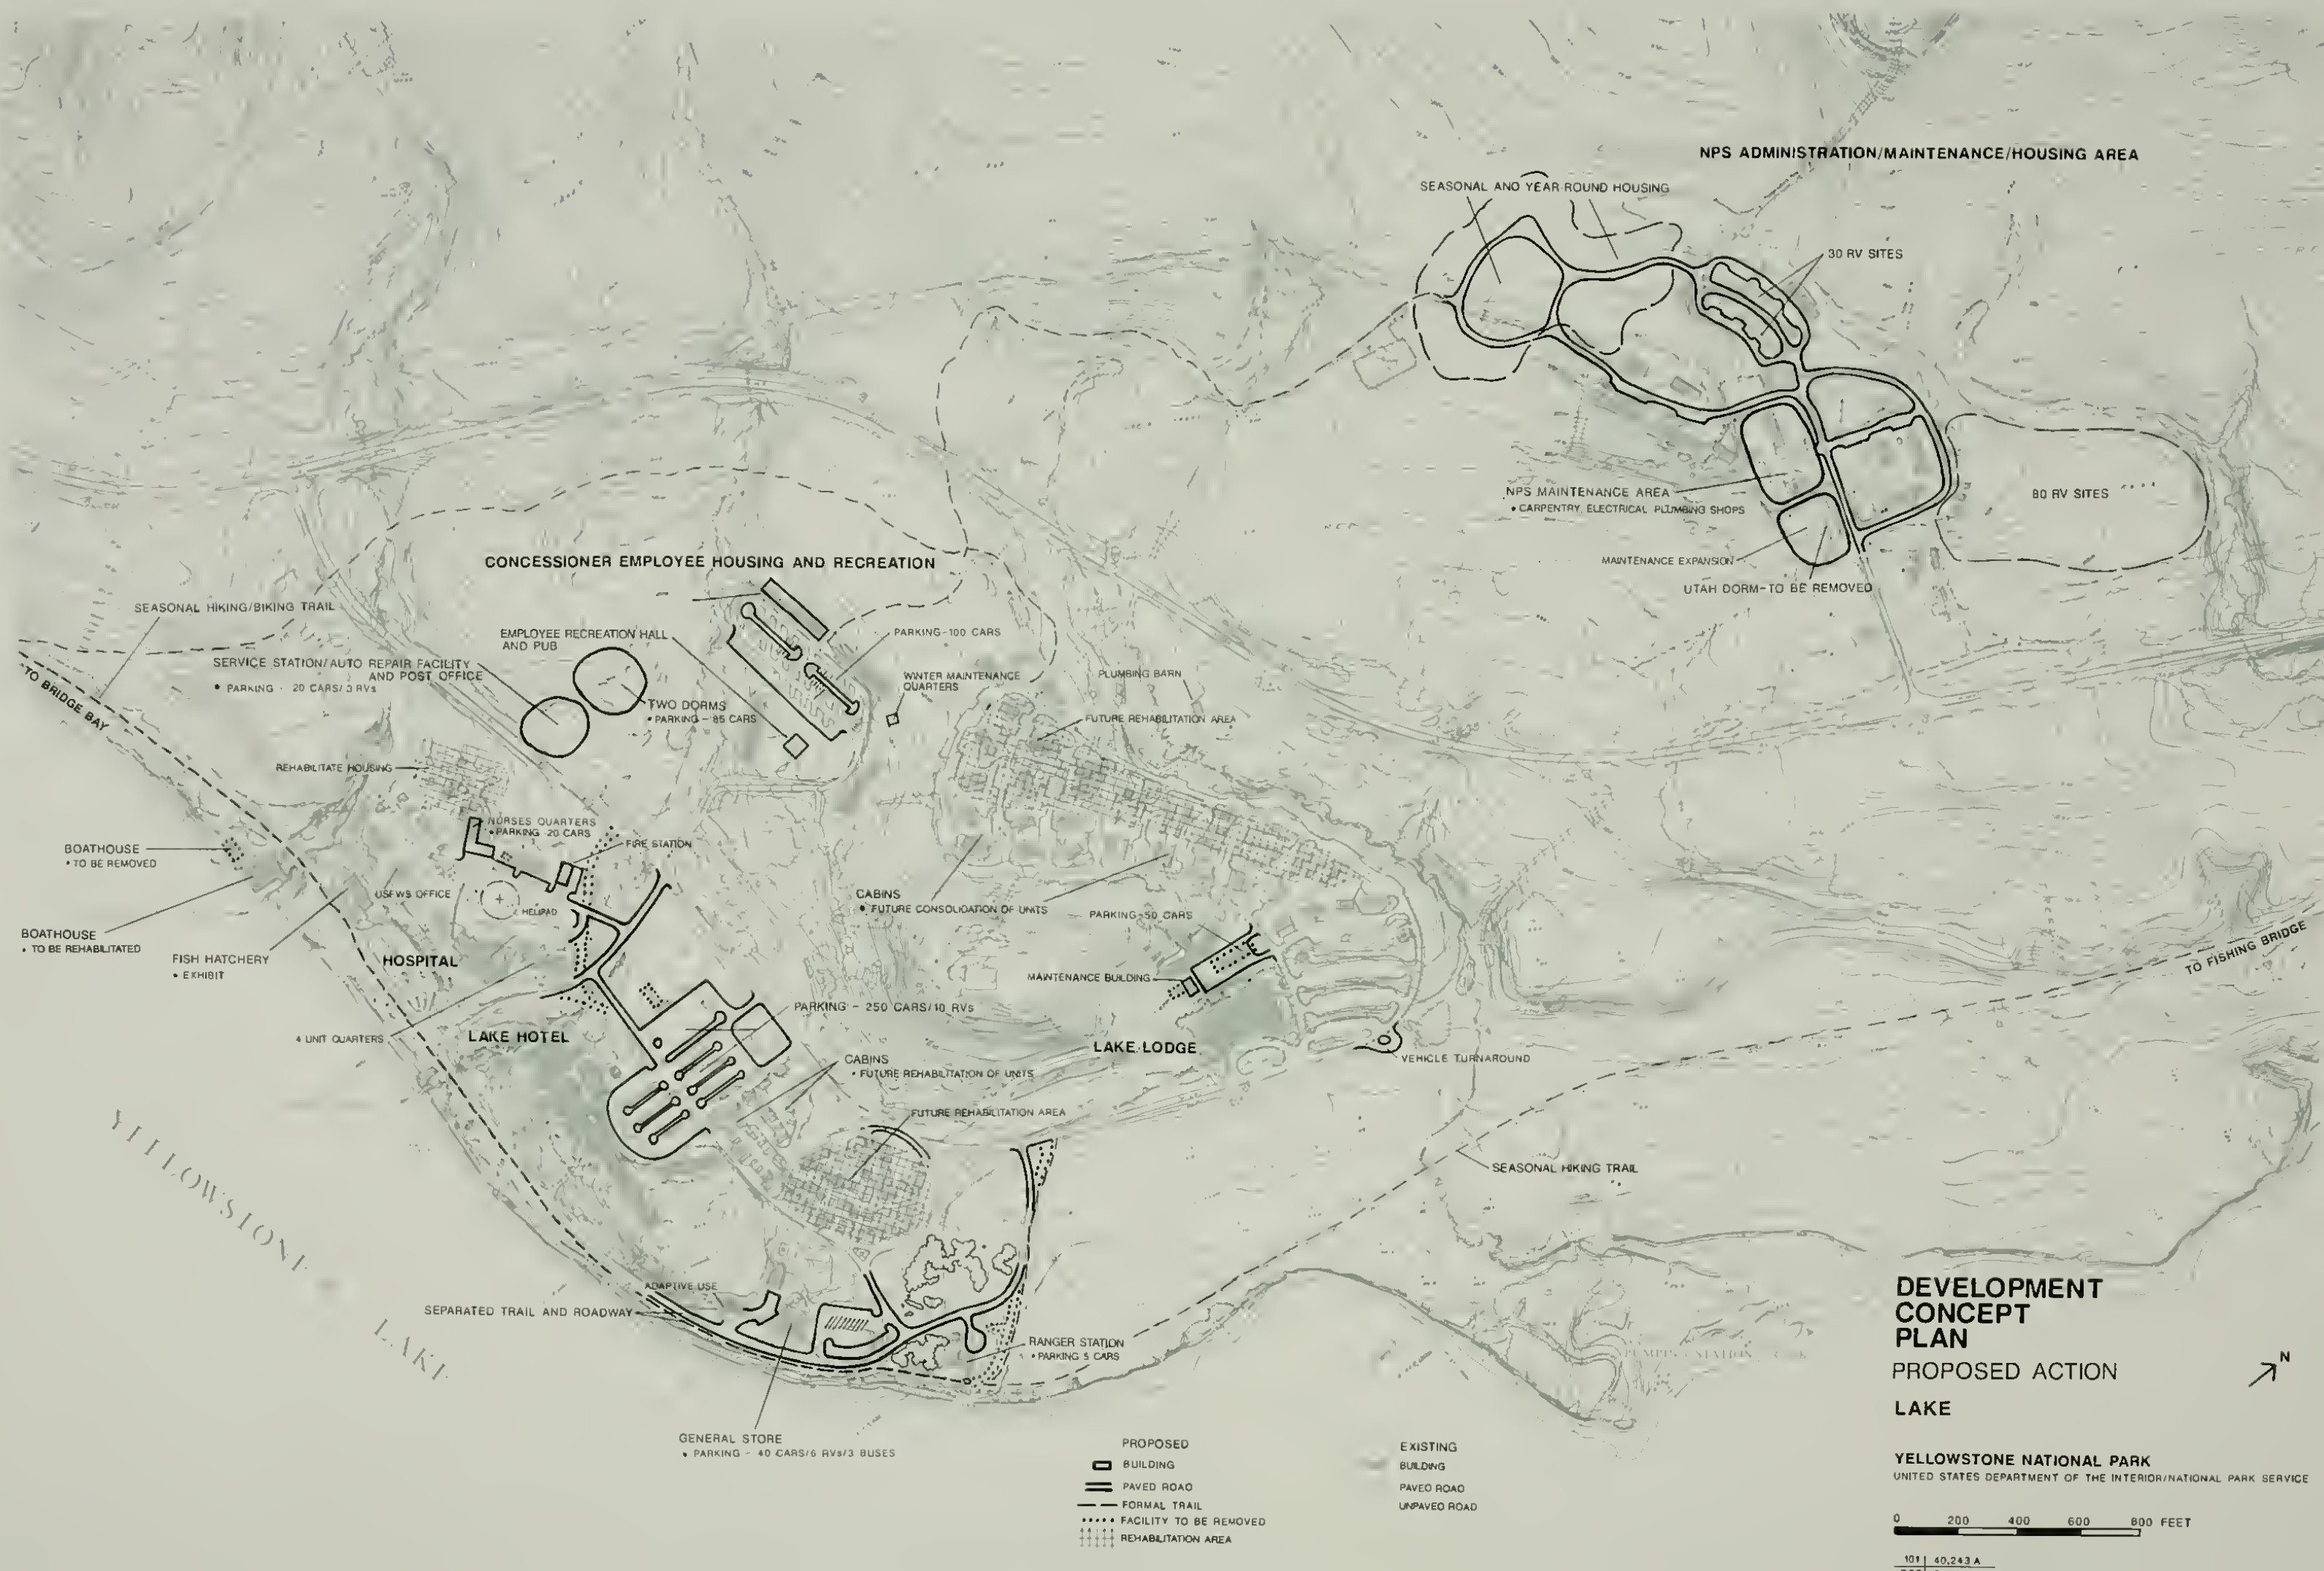 NPS ADMINISTRATION/MAINTENANCE/HOUSING AREA
SEASONAL AND YEAR ROUND HOUSING
30 RV SITES
80 RV SITES
NPS MAINTENANCE AREA
• CARPENTRY ELECTRICAL PLUMBING SHOPS
MAINTENANCE EXPANSION
UTAH DORM-TO BE REMOVED
CONCESSIONER EMPLOYEE HOUSING AND RECREATION
SEASONAL HIKING/BIKING TRAIL
EMPLOYEE RECREATION HALL
AND PUB
PARKING-100 CARS
SERVICE STATION/AUTO REPAIR FACILITY
AND POST OFFICE
• PARKING - 20 CARS/3 RVs
TO BRIDGE BAY
WINTER MAINTENANCE
QUARTERS
PLUMBING BARN
TWO DORMS
• PARKING - 85 CARS
FUTURE REHABILITATION AREA
REHABILITATE HOUSING
NURSES QUARTERS
• PARKING 20 CARS
FIRE STATION
BOATHOUSE
• TO BE REMOVED
USFWS OFFICE
HELIPAD
CABINS
• FUTURE CONSOLIDATION OF UNITS
PARKING-50 CARS
BOATHOUSE
• TO BE REHABILITATED
FISH HATCHERY
• EXHIBIT
HOSPITAL
MAINTENANCE BUILDING
TO FISHING BRIDGE
PARKING - 250 CARS/10 RVs
4 UNIT QUARTERS
LAKE HOTEL
LAKE LODGE
CABINS
• FUTURE REHABILITATION OF UNITS
VEHICLE TURNAROUND
FUTURE REHABILITATION AREA
SEASONAL HIKING TRAIL
YELLOWSTONE
LAKE
ADAPTIVE USE
SEPARATED TRAIL AND ROADWAY
RANGER STATION
• PARKING 5 CARS
PUMPING STATION
GENERAL STORE
• PARKING - 40 CARS/6 RVs/3 BUSES
PROPOSED
BUILDING
PAVED ROAD
FORMAL TRAIL
FACILITY TO BE REMOVED
REHABILITATION AREA
EXISTING
BUILDING
PAVED ROAD
UNPAVED ROAD
DEVELOPMENT
CONCEPT
PLAN
PROPOSED ACTION
N
LAKE
YELLOWSTONE NATIONAL PARK
UNITED STATES DEPARTMENT OF THE INTERIOR/NATIONAL PARK SERVICE
0 200 400 600 800 FEET
101 | 40,243 A